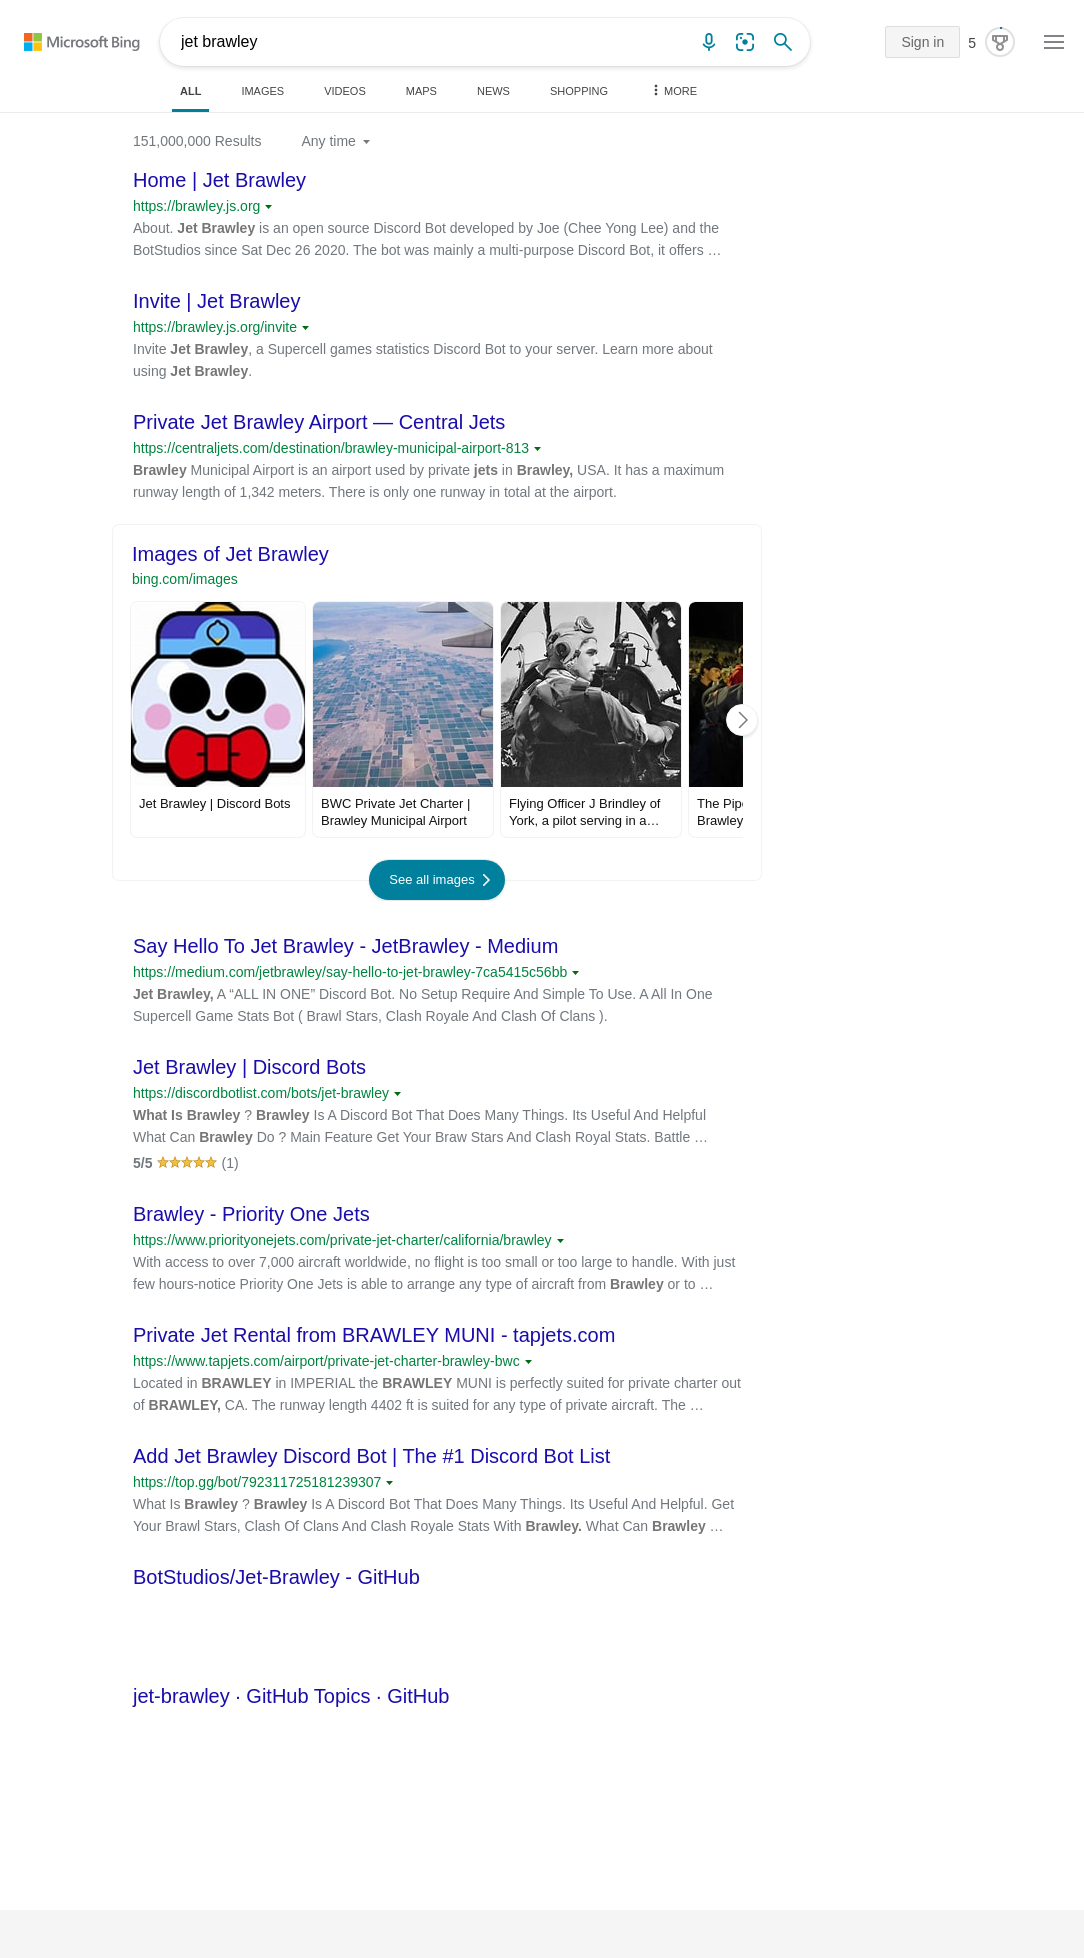 Microsoft Bing
jet brawley
Sign in
5
ALL
IMAGES
VIDEOS
MAPS
NEWS
SHOPPING
MORE
151,000,000 Results
Any time
Home | Jet Brawley
https://brawley.js.org
About. Jet Brawley is an open source Discord Bot developed by Joe (Chee Yong Lee) and the
BotStudios since Sat Dec 26 2020. The bot was mainly a multi-purpose Discord Bot, it offers …
Invite | Jet Brawley
https://brawley.js.org/invite
Invite Jet Brawley, a Supercell games statistics Discord Bot to your server. Learn more about
using Jet Brawley.
Private Jet Brawley Airport — Central Jets
https://centraljets.com/destination/brawley-municipal-airport-813
Brawley Municipal Airport is an airport used by private jets in Brawley, USA. It has a maximum
runway length of 1,342 meters. There is only one runway in total at the airport.
Images of Jet Brawley
bing.com/images
Jet Brawley | Discord Bots
BWC Private Jet Charter |
Brawley Municipal Airport
Flying Officer J Brindley of
York, a pilot serving in a…
The Pip
Brawley
See all images
Say Hello To Jet Brawley - JetBrawley - Medium
https://medium.com/jetbrawley/say-hello-to-jet-brawley-7ca5415c56bb
Jet Brawley, A “ALL IN ONE” Discord Bot. No Setup Require And Simple To Use. A All In One
Supercell Game Stats Bot ( Brawl Stars, Clash Royale And Clash Of Clans ).
Jet Brawley | Discord Bots
https://discordbotlist.com/bots/jet-brawley
What Is Brawley ? Brawley Is A Discord Bot That Does Many Things. Its Useful And Helpful
What Can Brawley Do ? Main Feature Get Your Braw Stars And Clash Royal Stats. Battle …
5/5 (1)
Brawley - Priority One Jets
https://www.priorityonejets.com/private-jet-charter/california/brawley
With access to over 7,000 aircraft worldwide, no flight is too small or too large to handle. With just
few hours-notice Priority One Jets is able to arrange any type of aircraft from Brawley or to …
Private Jet Rental from BRAWLEY MUNI - tapjets.com
https://www.tapjets.com/airport/private-jet-charter-brawley-bwc
Located in BRAWLEY in IMPERIAL the BRAWLEY MUNI is perfectly suited for private charter out
of BRAWLEY, CA. The runway length 4402 ft is suited for any type of private aircraft. The …
Add Jet Brawley Discord Bot | The #1 Discord Bot List
https://top.gg/bot/792311725181239307
What Is Brawley ? Brawley Is A Discord Bot That Does Many Things. Its Useful And Helpful. Get
Your Brawl Stars, Clash Of Clans And Clash Royale Stats With Brawley. What Can Brawley …
BotStudios/Jet-Brawley - GitHub
jet-brawley · GitHub Topics · GitHub